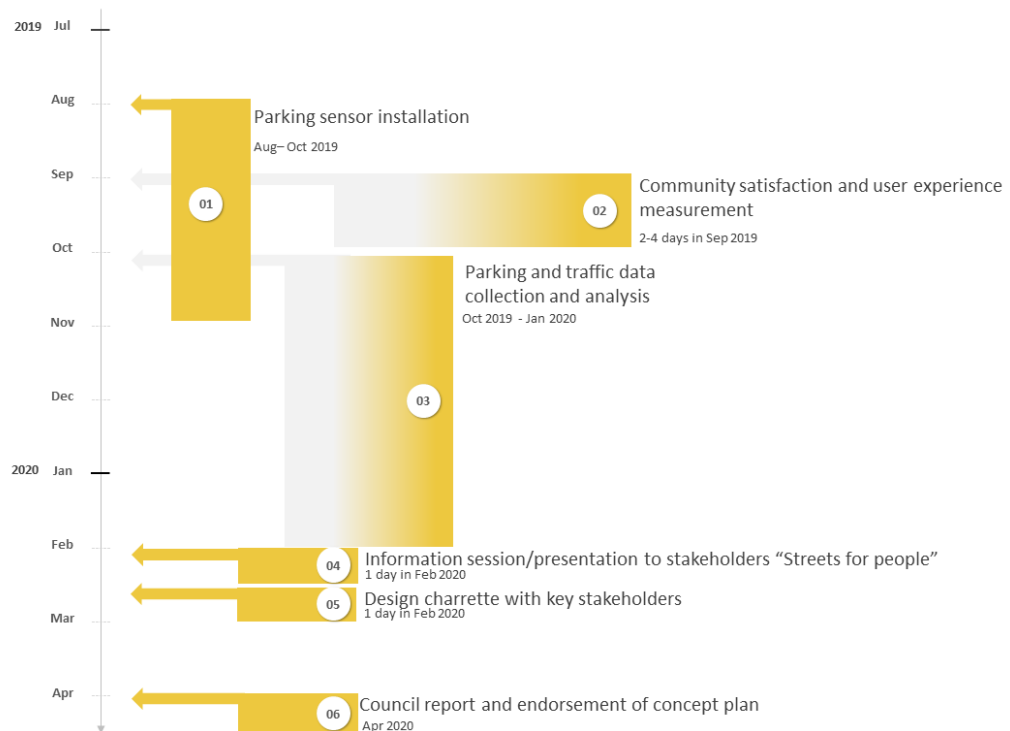 2019 Jul
Aug
Parking sensor installation
Aug– Oct 2019
Sep
01
02
Community satisfaction and user experience
measurement
2-4 days in Sep 2019
Oct
Parking and traffic data
collection and analysis
Oct 2019 - Jan 2020
Nov
Dec
03
2020 Jan
Feb
04
Information session/presentation to stakeholders “Streets for people”
1 day in Feb 2020
05
Design charrette with key stakeholders
1 day in Feb 2020
Mar
Apr
06
Council report and endorsement of concept plan
Apr 2020